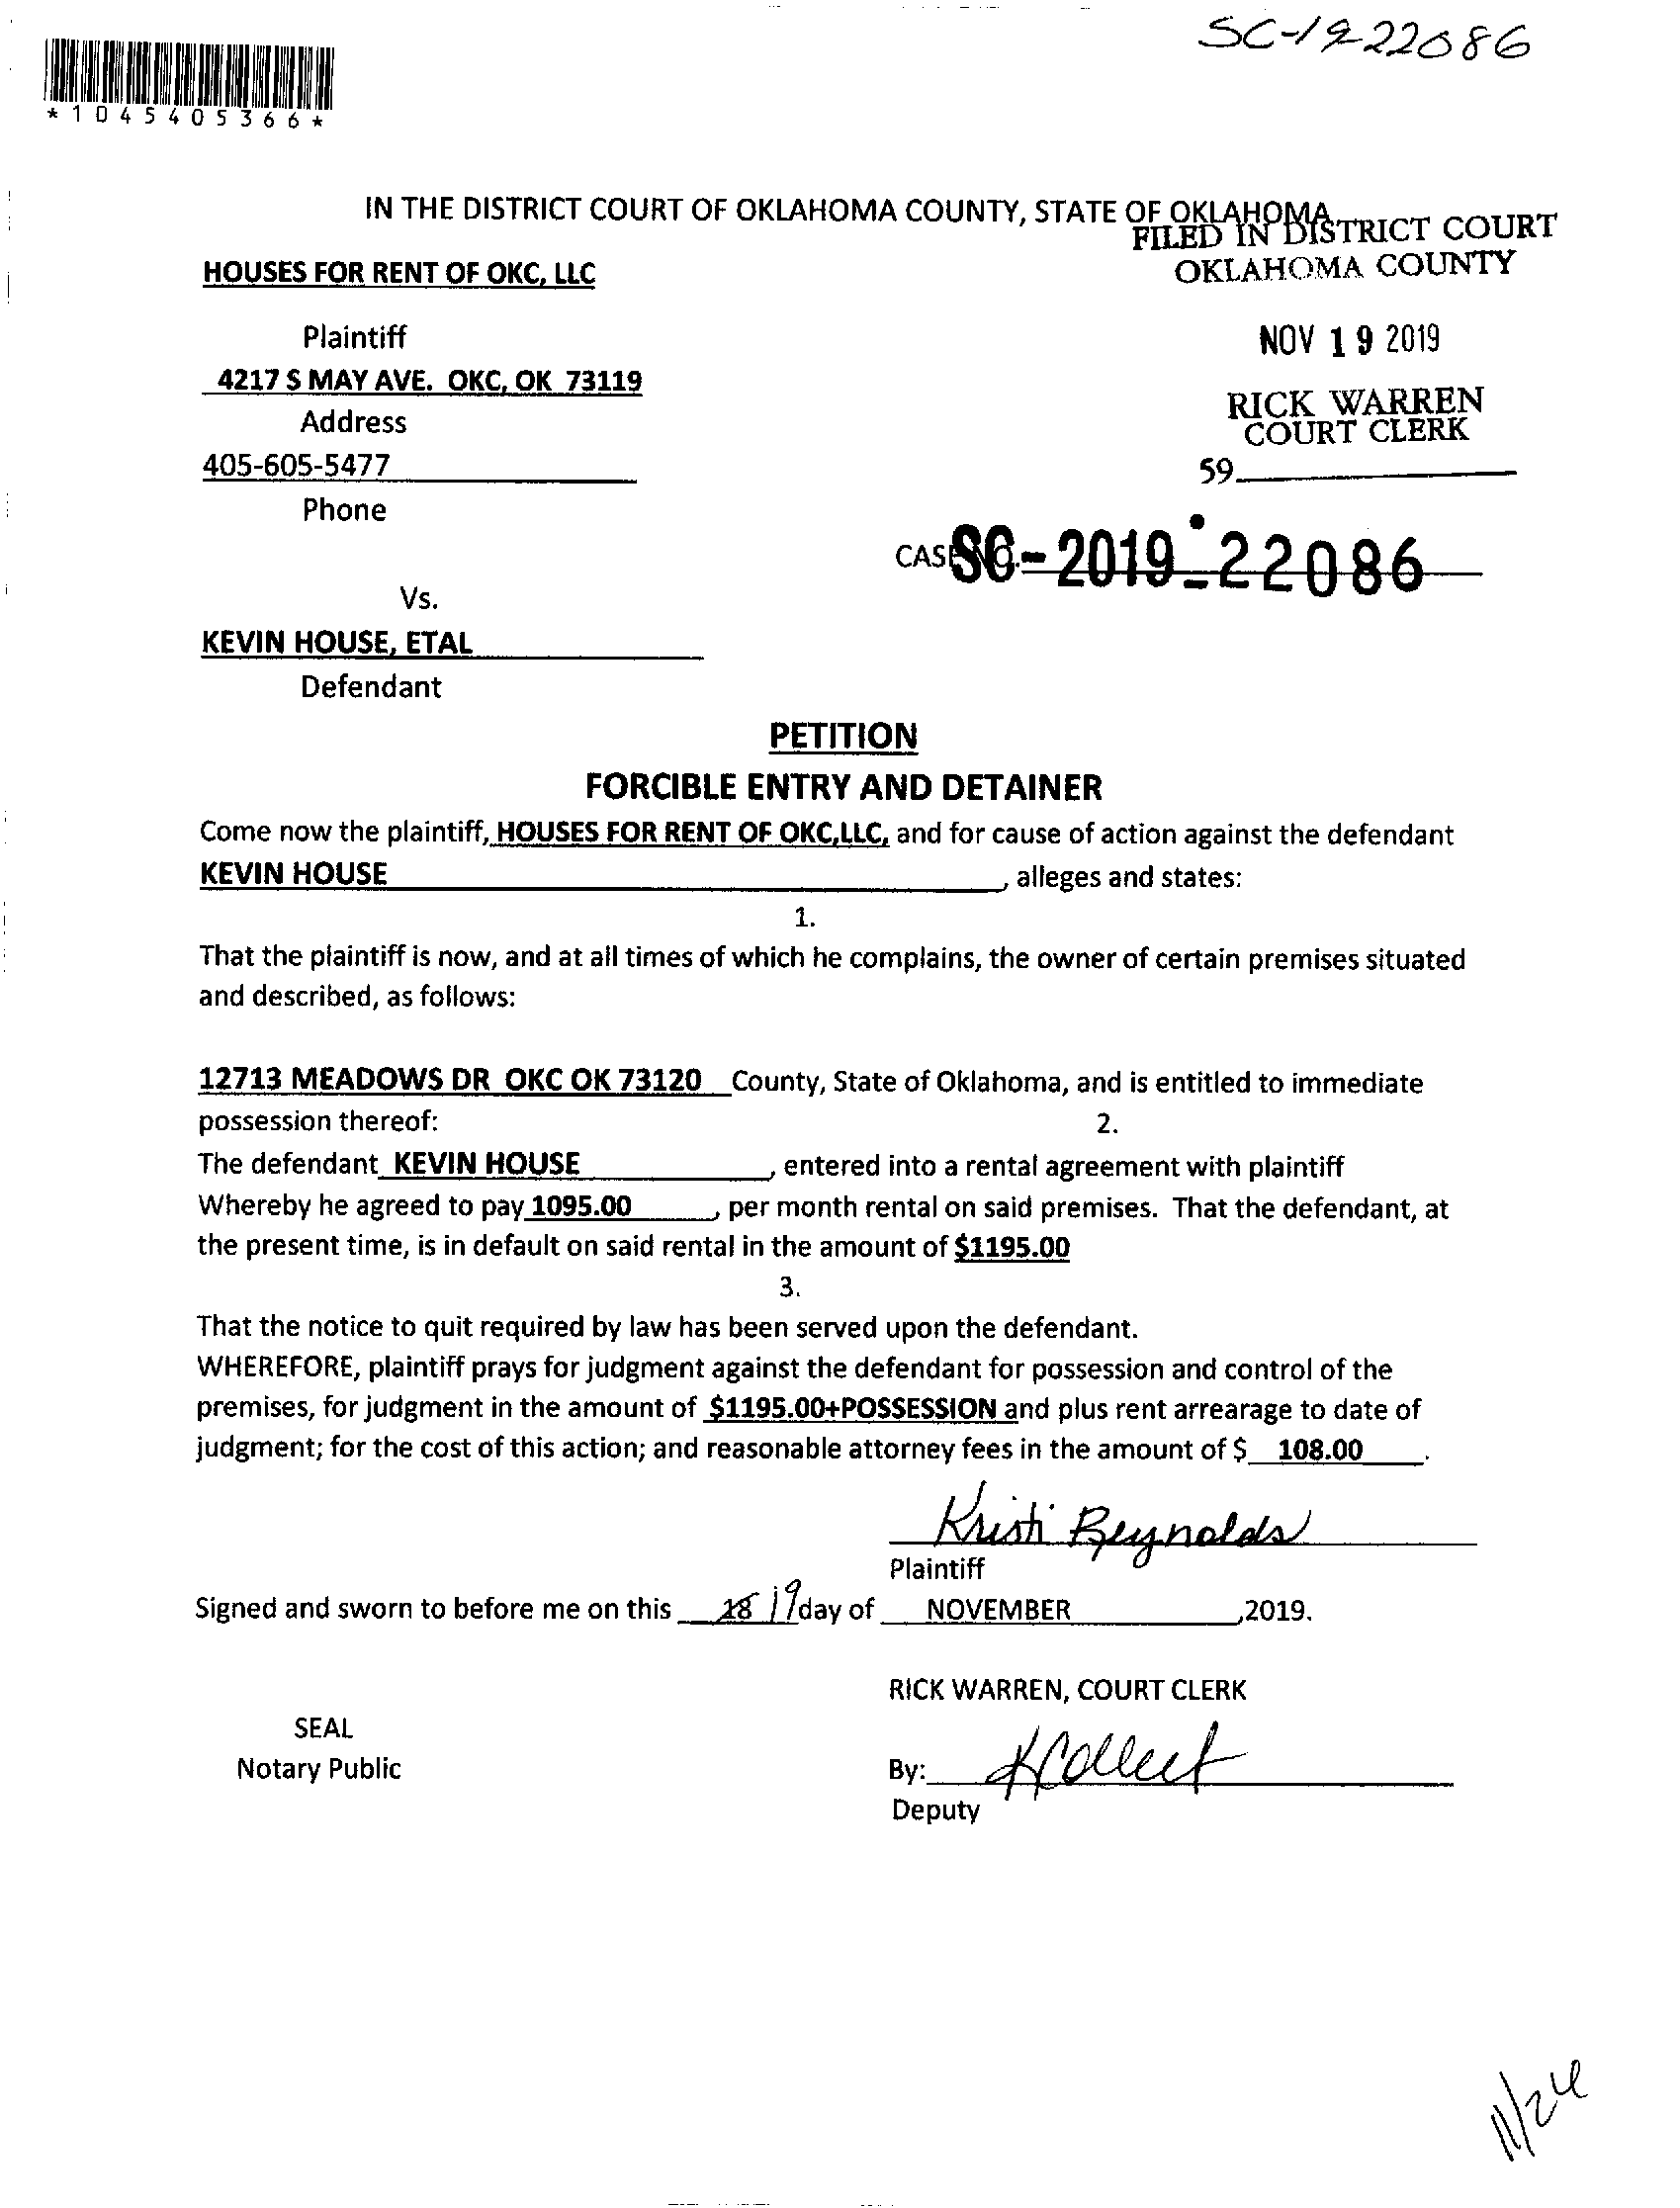 SC-19-22086
*1045405366*
IN THE DISTRICT COURT OF OKLAHOMA COUNTY, STATE OF OKLAHOMA
FILED IN DISTRICT COURT
OKLAHOMA COUNTY
HOUSES FOR RENT OF OKC, LLC
Plaintiff
NOV 19 2019
4217 S MAY AVE. OKC, OK 73119
Address
RICK WARREN
COURT CLERK
405-605-5477
59
Phone
CASE NO. SC-2019-22086
Vs.
KEVIN HOUSE, ETAL
Defendant
PETITION
FORCIBLE ENTRY AND DETAINER
Come now the plaintiff, HOUSES FOR RENT OF OKC,LLC, and for cause of action against the defendant
KEVIN HOUSE, alleges and states:
1.
That the plaintiff is now, and at all times of which he complains, the owner of certain premises situated
and described, as follows:
12713 MEADOWS DR OKC OK 73120 County, State of Oklahoma, and is entitled to immediate
possession thereof: 2.
The defendant KEVIN HOUSE, entered into a rental agreement with plaintiff
Whereby he agreed to pay 1095.00, per month rental on said premises. That the defendant, at
the present time, is in default on said rental in the amount of $1195.00
3.
That the notice to quit required by law has been served upon the defendant.
WHEREFORE, plaintiff prays for judgment against the defendant for possession and control of the
premises, for judgment in the amount of $1195.00+POSSESSION and plus rent arrearage to date of
judgment; for the cost of this action; and reasonable attorney fees in the amount of $ 108.00.
Kristi Reynolds
Plaintiff
Signed and sworn to before me on this 18 19 day of NOVEMBER,2019.
RICK WARREN, COURT CLERK
SEAL
Notary Public
By:
Deputy